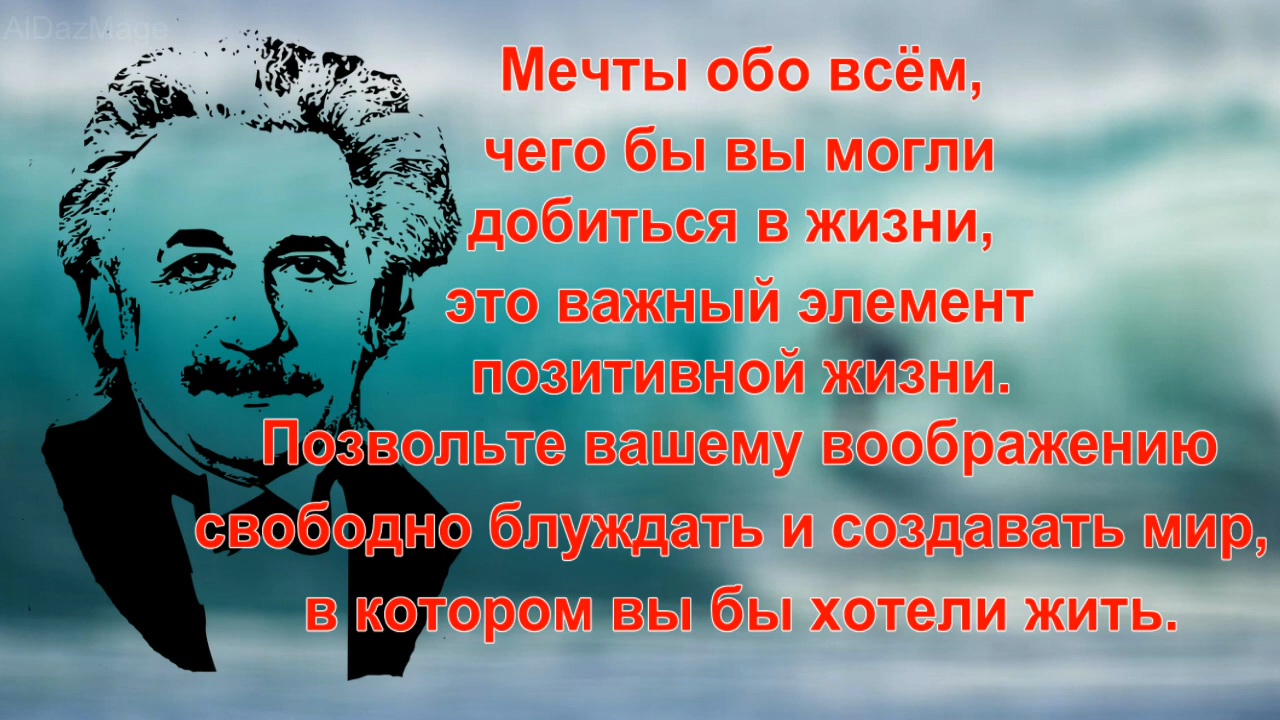 AlDazMage
Мечты обо всём,
чего бы вы могли
добиться в жизни,
это важный элемент
позитивной жизни.
Позвольте вашему воображению
свободно блуждать и создавать мир,
в котором вы бы хотели жить.